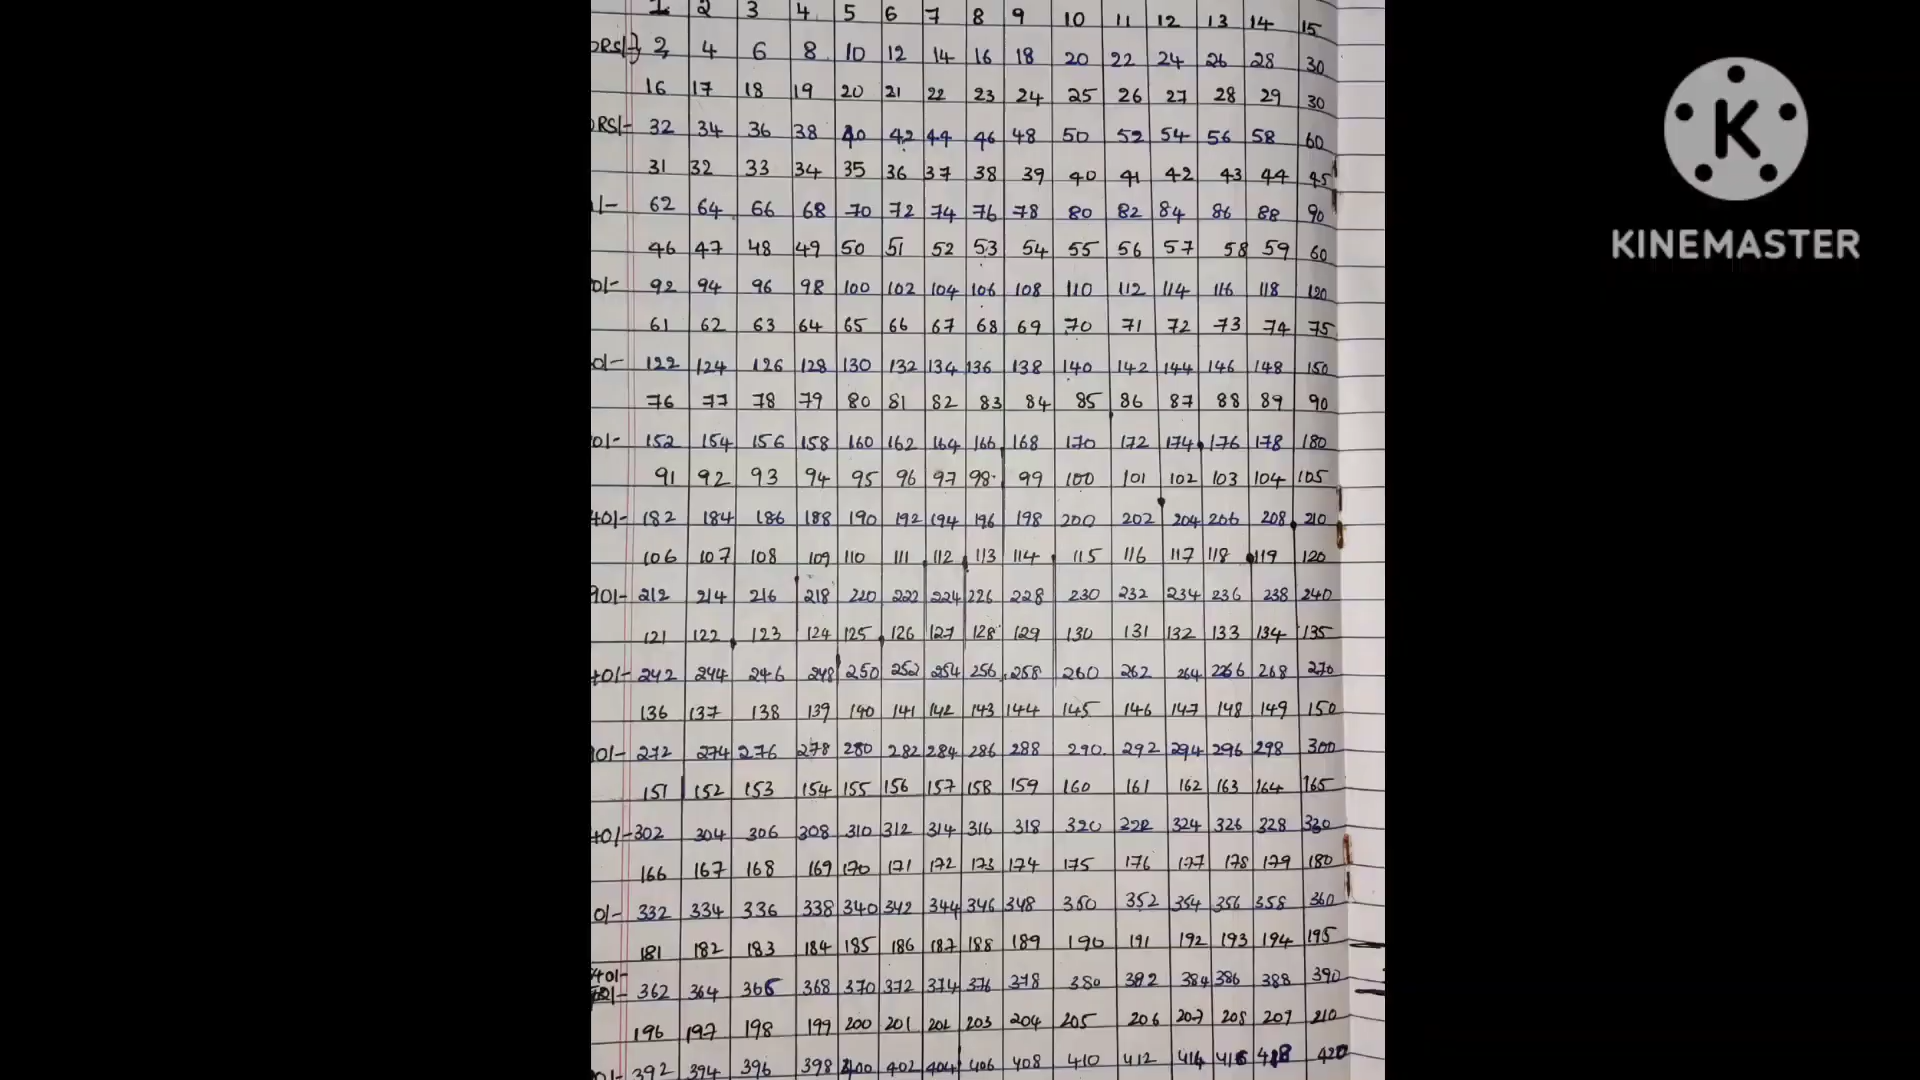 1 2 3 4 5 6 7 8 9 10 11 12 13 14 15
2 4 6 8 10 12 14 16 18 20 22 24 26 28 30
16 17 18 19 20 21 22 23 24 25 26 27 28 29 30
RS/- 32 34 36 38 40 42 44 46 48 50 52 54 56 58 60
31 32 33 34 35 36 37 38 39 40 41 42 43 44 45
62 64 66 68 70 72 74 76 78 80 82 84 86 88 90
46 47 48 49 50 51 52 53 54 55 56 57 58 59 60
0/- 92 94 96 98 100 102 104 106 108 110 112 114 116 118 120
61 62 63 64 65 66 67 68 69 70 71 72 73 74 75
0/- 122 124 126 128 130 132 134 136 138 140 142 144 146 148 150
76 77 78 79 80 81 82 83 84 85 86 87 88 89 90
0/- 152 154 156 158 160 162 164 166 168 170 172 174 176 178 180
91 92 93 94 95 96 97 98 99 100 101 102 103 104 105
40/- 182 184 186 188 190 192 194 196 198 200 202 204 206 208 210
106 107 108 109 110 111 112 113 114 115 116 117 118 119 120
90/- 212 214 216 218 220 222 224 226 228 230 232 234 236 238 240
121 122 123 124 125 126 127 128 129 130 131 132 133 134 135
40/- 242 244 246 248 250 252 254 256 258 260 262 264 266 268 270
136 137 138 139 140 141 142 143 144 145 146 147 148 149 150
0/- 272 274 276 278 280 282 284 286 288 290 292 294 296 298 300
151 152 153 154 155 156 157 158 159 160 161 162 163 164 165
40/- 302 304 306 308 310 312 314 316 318 320 322 324 326 328 330
166 167 168 169 170 171 172 173 174 175 176 177 178 179 180
0/- 332 334 336 338 340 342 344 346 348 350 352 354 356 358 360
181 182 183 184 185 186 187 188 189 190 191 192 193 194 195
40/-
362 364 366 368 370 372 374 376 378 380 382 384 386 388 390
196 197 198 199 200 201 202 203 204 205 206 207 208 209 210
0/- 392 394 396 398 400 402 404 406 408 410 412 414 416 418 420
K
KINEMASTER